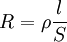 R = ρ l/S